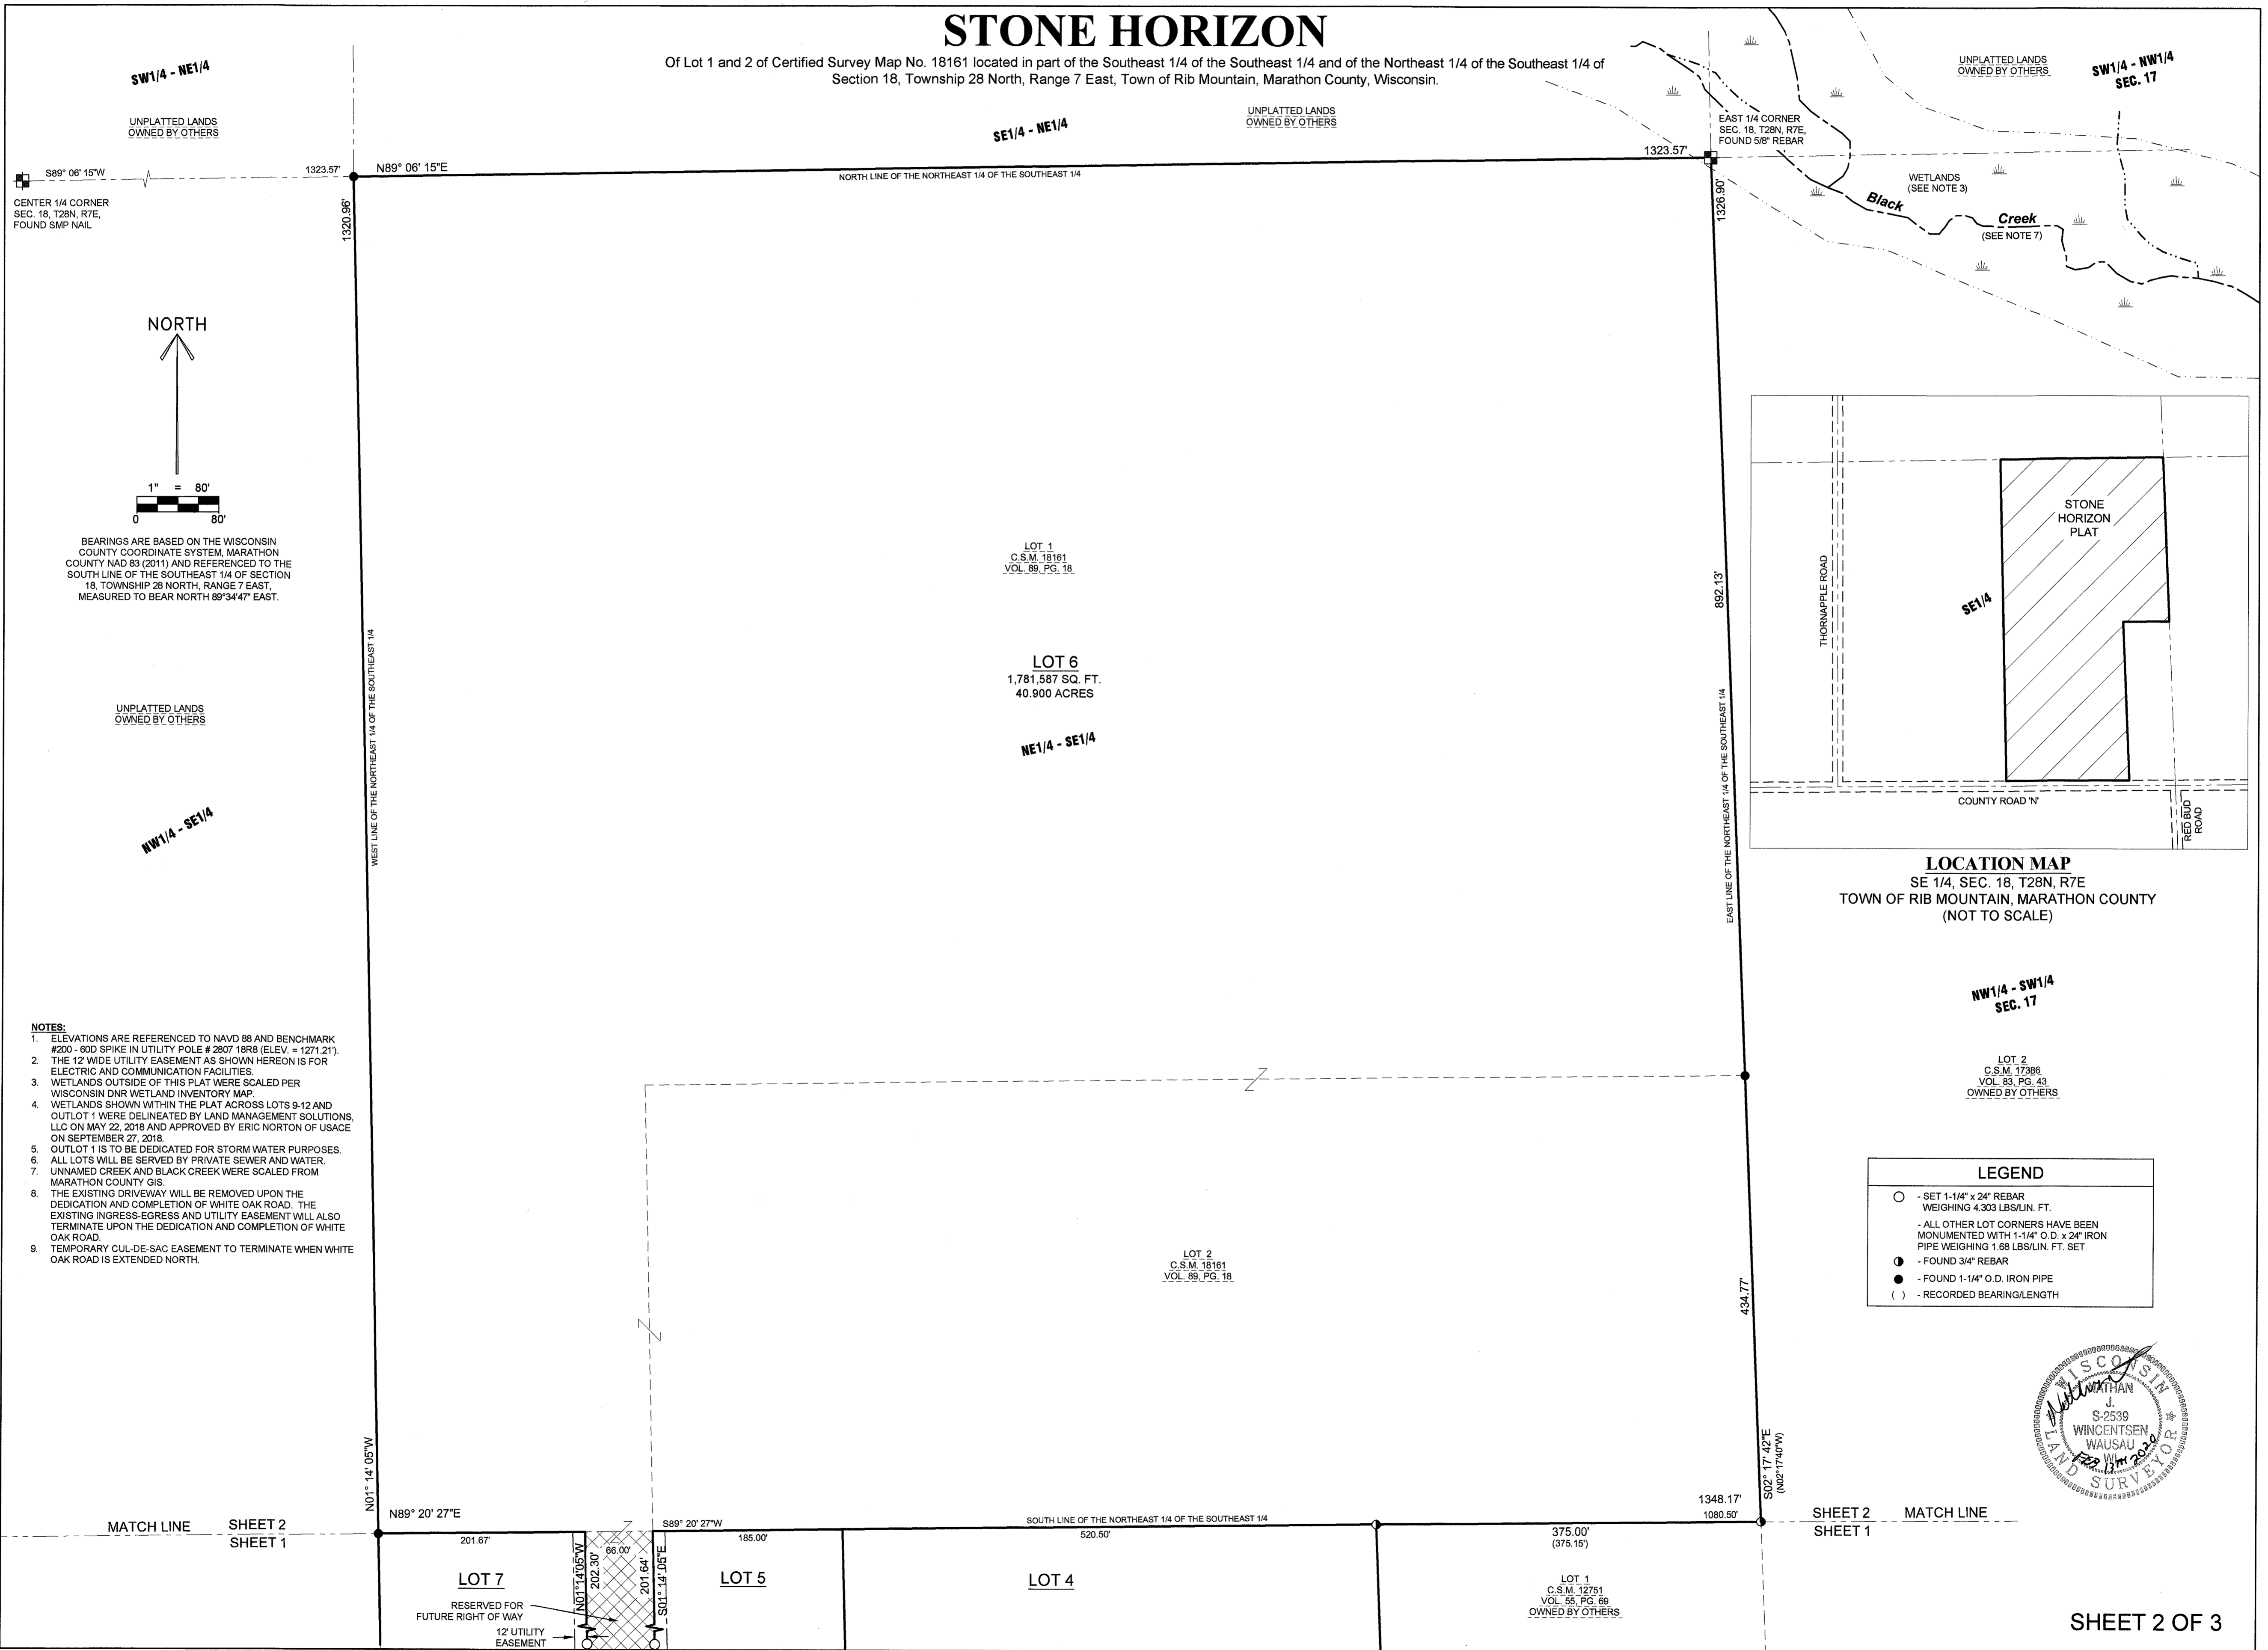 STONE HORIZON
Of Lot 1 and 2 of Certified Survey Map No. 18161 located in part of the Southeast 1/4 of the Southeast 1/4 and of the Northeast 1/4 of the Southeast 1/4 of
Section 18, Township 28 North, Range 7 East, Town of Rib Mountain, Marathon County, Wisconsin.
SW1/4 - NE1/4
UNPLATTED LANDS
OWNED BY OTHERS
SE1/4 - NE1/4
UNPLATTED LANDS
OWNED BY OTHERS
UNPLATTED LANDS
OWNED BY OTHERS
SW1/4 - NW1/4
SEC. 17
EAST 1/4 CORNER
SEC. 18, T28N, R7E,
FOUND 5/8" REBAR
S89° 06' 15"W
1323.57'
N89° 06' 15"E
1323.57'
NORTH LINE OF THE NORTHEAST 1/4 OF THE SOUTHEAST 1/4
CENTER 1/4 CORNER
SEC. 18, T28N, R7E,
FOUND SMP NAIL
1320.96'
1326.90'
WETLANDS
(SEE NOTE 3)
Black
Creek
(SEE NOTE 7)
NORTH
1" = 80'
0 80'
BEARINGS ARE BASED ON THE WISCONSIN
COUNTY COORDINATE SYSTEM, MARATHON
COUNTY NAD 83 (2011) AND REFERENCED TO THE
SOUTH LINE OF THE SOUTHEAST 1/4 OF SECTION
18, TOWNSHIP 28 NORTH, RANGE 7 EAST,
MEASURED TO BEAR NORTH 89°34'47" EAST.
LOT 1
C.S.M. 18161
VOL. 89, PG. 18
LOT 6
1,781,587 SQ. FT.
40.900 ACRES
NE1/4 - SE1/4
892.13'
WEST LINE OF THE NORTHEAST 1/4 OF THE SOUTHEAST 1/4
EAST LINE OF THE NORTHEAST 1/4 OF THE SOUTHEAST 1/4
UNPLATTED LANDS
OWNED BY OTHERS
NW1/4 - SE1/4
STONE
HORIZON
PLAT
THORNAPPLE ROAD
SE1/4
COUNTY ROAD 'N'
RED BUD
ROAD
LOCATION MAP
SE 1/4, SEC. 18, T28N, R7E
TOWN OF RIB MOUNTAIN, MARATHON COUNTY
(NOT TO SCALE)
NW1/4 - SW1/4
SEC. 17
LOT 2
C.S.M. 17386
VOL. 83, PG. 43
OWNED BY OTHERS
NOTES:
1. ELEVATIONS ARE REFERENCED TO NAVD 88 AND BENCHMARK
#200 - 60D SPIKE IN UTILITY POLE # 2807 18R8 (ELEV. = 1271.21').
2. THE 12' WIDE UTILITY EASEMENT AS SHOWN HEREON IS FOR
ELECTRIC AND COMMUNICATION FACILITIES.
3. WETLANDS OUTSIDE OF THIS PLAT WERE SCALED PER
WISCONSIN DNR WETLAND INVENTORY MAP.
4. WETLANDS SHOWN WITHIN THE PLAT ACROSS LOTS 9-12 AND
OUTLOT 1 WERE DELINEATED BY LAND MANAGEMENT SOLUTIONS,
LLC ON MAY 22, 2018 AND APPROVED BY ERIC NORTON OF USACE
ON SEPTEMBER 27, 2018.
5. OUTLOT 1 IS TO BE DEDICATED FOR STORM WATER PURPOSES.
6. ALL LOTS WILL BE SERVED BY PRIVATE SEWER AND WATER.
7. UNNAMED CREEK AND BLACK CREEK WERE SCALED FROM
MARATHON COUNTY GIS.
8. THE EXISTING DRIVEWAY WILL BE REMOVED UPON THE
DEDICATION AND COMPLETION OF WHITE OAK ROAD. THE
EXISTING INGRESS-EGRESS AND UTILITY EASEMENT WILL ALSO
TERMINATE UPON THE DEDICATION AND COMPLETION OF WHITE
OAK ROAD.
9. TEMPORARY CUL-DE-SAC EASEMENT TO TERMINATE WHEN WHITE
OAK ROAD IS EXTENDED NORTH.
LOT 2
C.S.M. 18161
VOL. 89, PG. 18
434.77'
LEGEND
- SET 1-1/4" x 24" REBAR
WEIGHING 4.303 LBS/LIN. FT.
- ALL OTHER LOT CORNERS HAVE BEEN
MONUMENTED WITH 1-1/4" O.D. x 24" IRON
PIPE WEIGHING 1.68 LBS/LIN. FT. SET
- FOUND 3/4" REBAR
- FOUND 1-1/4" O.D. IRON PIPE
( ) - RECORDED BEARING/LENGTH
WISCONSIN
NATHAN
J.
S-2539
WINCENTSEN
WAUSAU
WI
FEB 13TH 2020
LAND SURVEYOR
N01° 14' 05"W
S02° 17' 42"E
(N02°17'40"W)
N89° 20' 27"E
S89° 20' 27"W
SOUTH LINE OF THE NORTHEAST 1/4 OF THE SOUTHEAST 1/4
1348.17'
1080.50'
MATCH LINE SHEET 2
SHEET 1
SHEET 2 MATCH LINE
SHEET 1
201.67'
66.00'
185.00'
520.50'
375.00'
(375.15')
N01°14'05"W
202.30'
201.64'
S01° 14' 05"E
LOT 7
LOT 5
LOT 4
LOT 1
C.S.M. 12751
VOL. 55, PG. 69
OWNED BY OTHERS
RESERVED FOR
FUTURE RIGHT OF WAY
12' UTILITY
EASEMENT
SHEET 2 OF 3